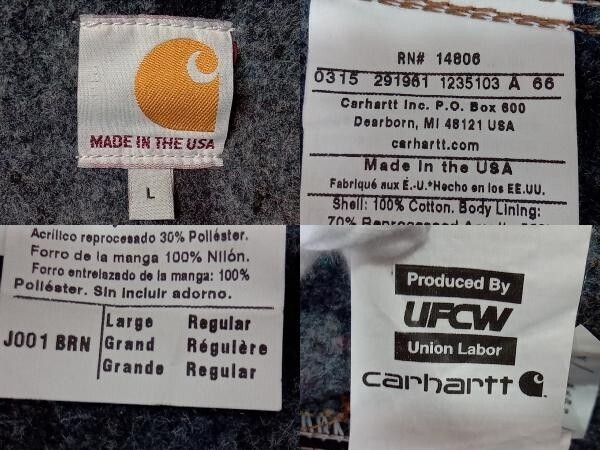 MADE IN THE USA
L
RN# 14806
0315 291961 1235103 A 66
Carhartt Inc. P.O. Box 600
Dearborn, MI 48121 USA
carhartt.com
Made in the USA
Fabriqué aux É.-U.*Hecho en los EE.UU.
Shell: 100% Cotton. Body Lining:
70% Reprocessed
Acrílico reprocesado 30% Poliéster.
Forro de la manga 100% Nilón.
Forro entrelazado de la manga: 100%
Poliéster. Sin incluir adorno.
J001 BRN
Large Regular
Grand Régulière
Grande Regular
Produced By
UFCW
Union Labor
carhartt